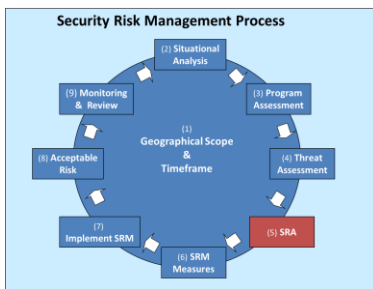 Security Risk Management Process
(2) Situational
Analysis
(9) Monitoring
& Review
(3) Program
Assessment
(1)
Geographical Scope
&
Timeframe
(8) Acceptable
Risk
(4) Threat
Assessment
(7)
Implement SRM
(5) SRA
(6) SRM
Measures